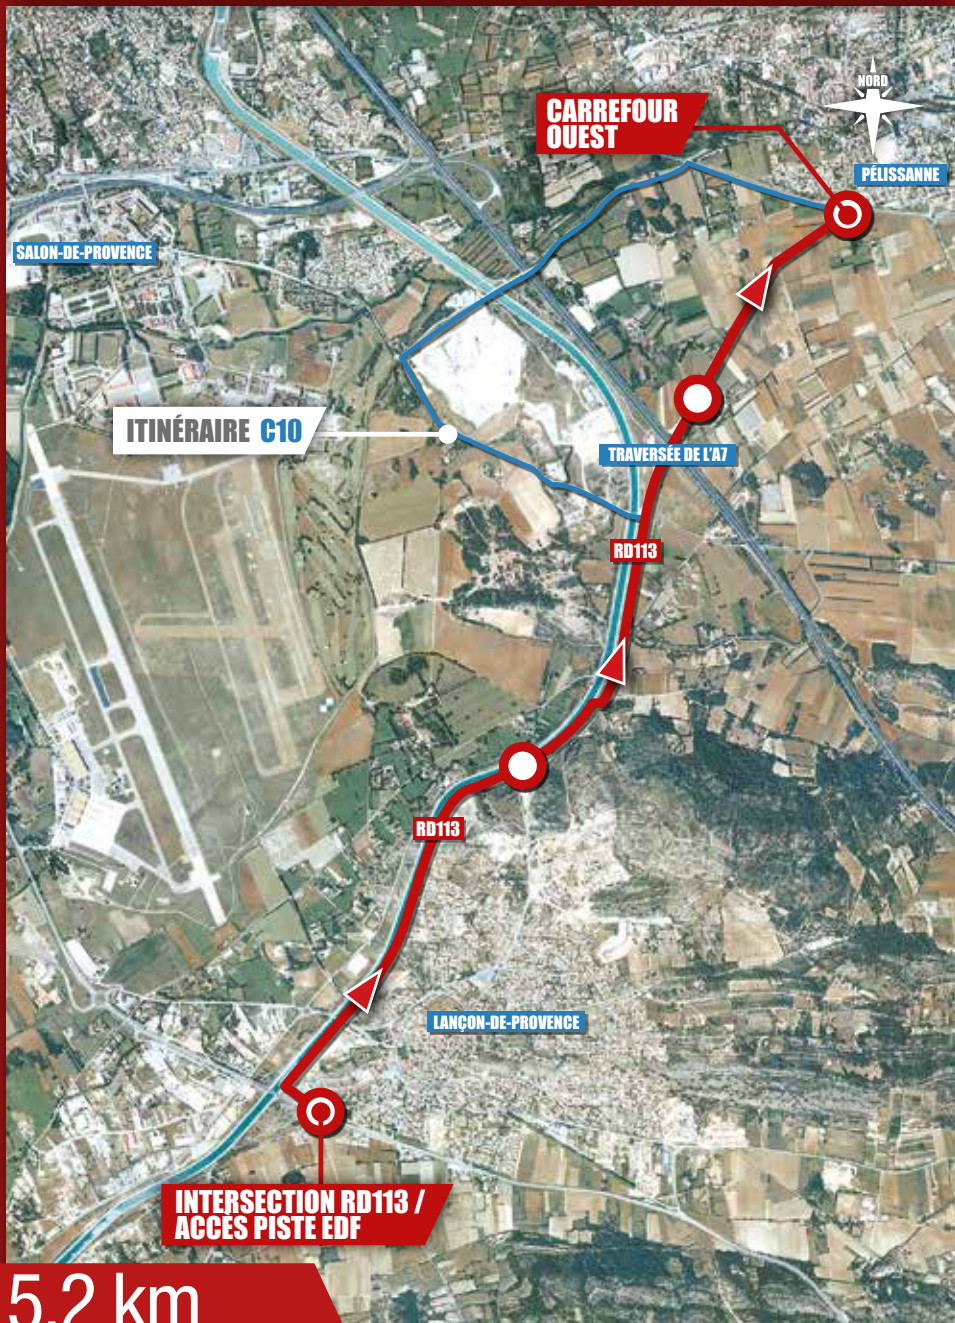 NORD
CARREFOUR
OUEST
PÉLISSANNE
SALON-DE-PROVENCE
ITINÉRAIRE C10
TRAVERSÉE DE L'A7
RD113
RD113
LANÇON-DE-PROVENCE
INTERSECTION RD113 /
ACCÈS PISTE EDF
5,2 km